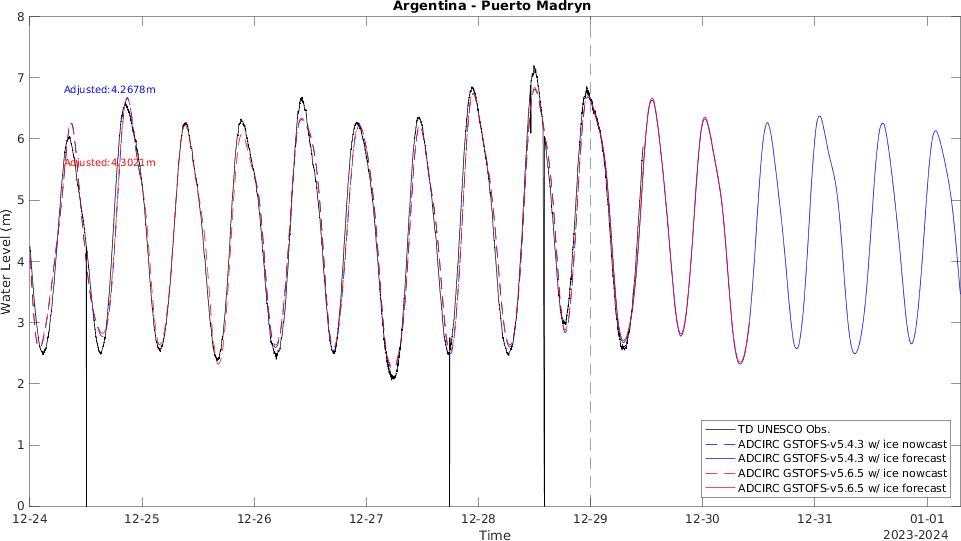 Argentina - Puerto Madryn
8
7
6
5
4
3
2
1
0
Water Level (m)
Adjusted:4.2678m
Adjusted:4.3021m
TD UNESCO Obs.
ADCIRC GSTOFS-v5.4.3 w/ ice nowcast
ADCIRC GSTOFS-v5.4.3 w/ ice forecast
ADCIRC GSTOFS-v5.6.5 w/ ice nowcast
ADCIRC GSTOFS-v5.6.5 w/ ice forecast
12-24 12-25 12-26 12-27 12-28 12-29 12-30 12-31 01-01
Time
2023-2024